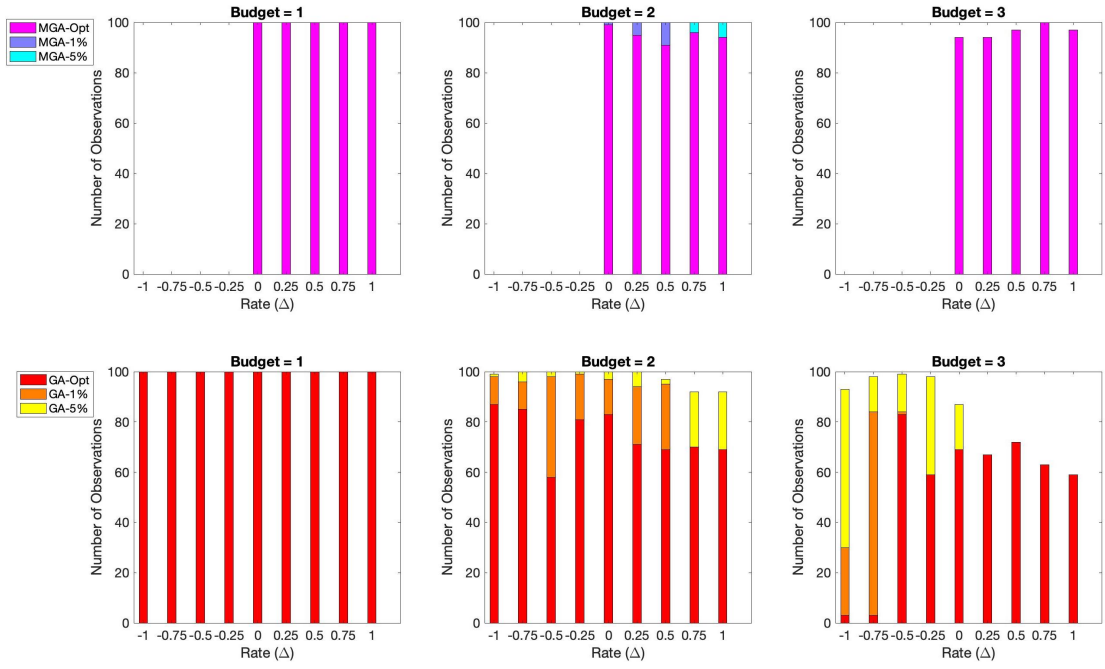 MGA-Opt
MGA-1%
MGA-5%
Budget = 1
Number of Observations
100
80
60
40
20
0
-1 -0.75 -0.5 -0.25 0 0.25 0.5 0.75 1
Rate (Δ)
Budget = 2
Number of Observations
100
80
60
40
20
0
-1 -0.75 -0.5 -0.25 0 0.25 0.5 0.75 1
Rate (Δ)
Budget = 3
Number of Observations
100
80
60
40
20
0
-1 -0.75 -0.5 -0.25 0 0.25 0.5 0.75 1
Rate (Δ)
GA-Opt
GA-1%
GA-5%
Budget = 1
Number of Observations
100
80
60
40
20
0
-1 -0.75 -0.5 -0.25 0 0.25 0.5 0.75 1
Rate (Δ)
Budget = 2
Number of Observations
100
80
60
40
20
0
-1 -0.75 -0.5 -0.25 0 0.25 0.5 0.75 1
Rate (Δ)
Budget = 3
Number of Observations
100
80
60
40
20
0
-1 -0.75 -0.5 -0.25 0 0.25 0.5 0.75 1
Rate (Δ)